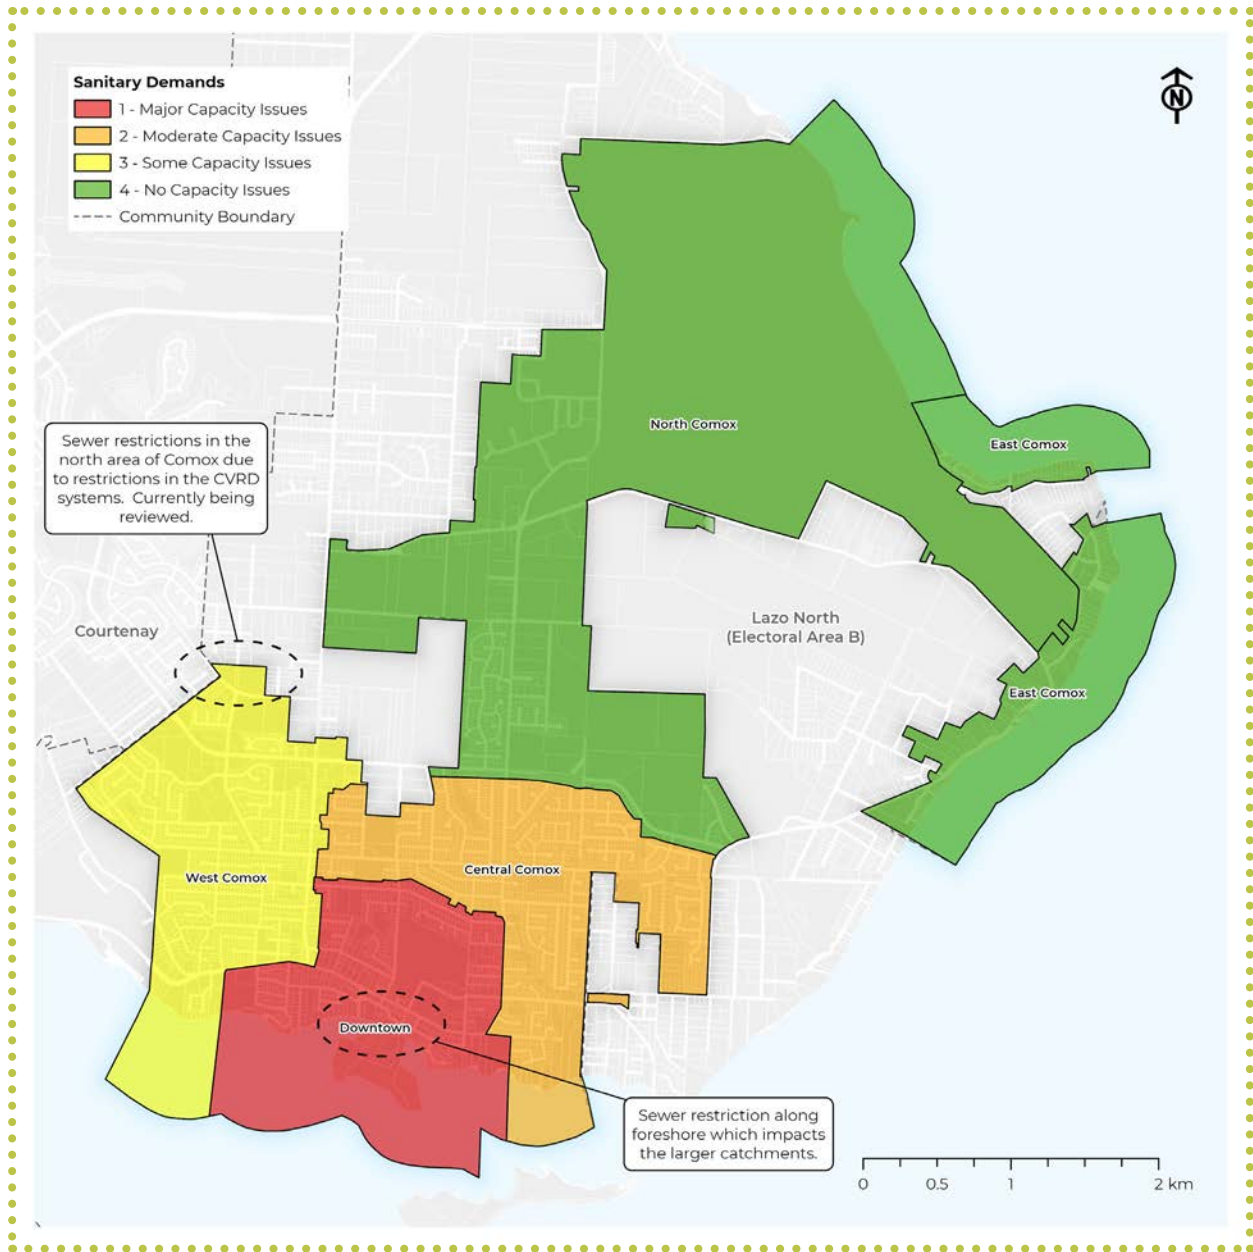 Sanitary Demands
1 - Major Capacity Issues
2 - Moderate Capacity Issues
3 - Some Capacity Issues
4 - No Capacity Issues
Community Boundary
N
North Comox
East Comox
Sewer restrictions in the
north area of Comox due
to restrictions in the CVRD
systems. Currently being
reviewed.
Courtenay
Lazo North
(Electoral Area B)
East Comox
West Comox
Central Comox
Downtown
Sewer restriction along
foreshore which impacts
the larger catchments.
0 0.5 1 2 km